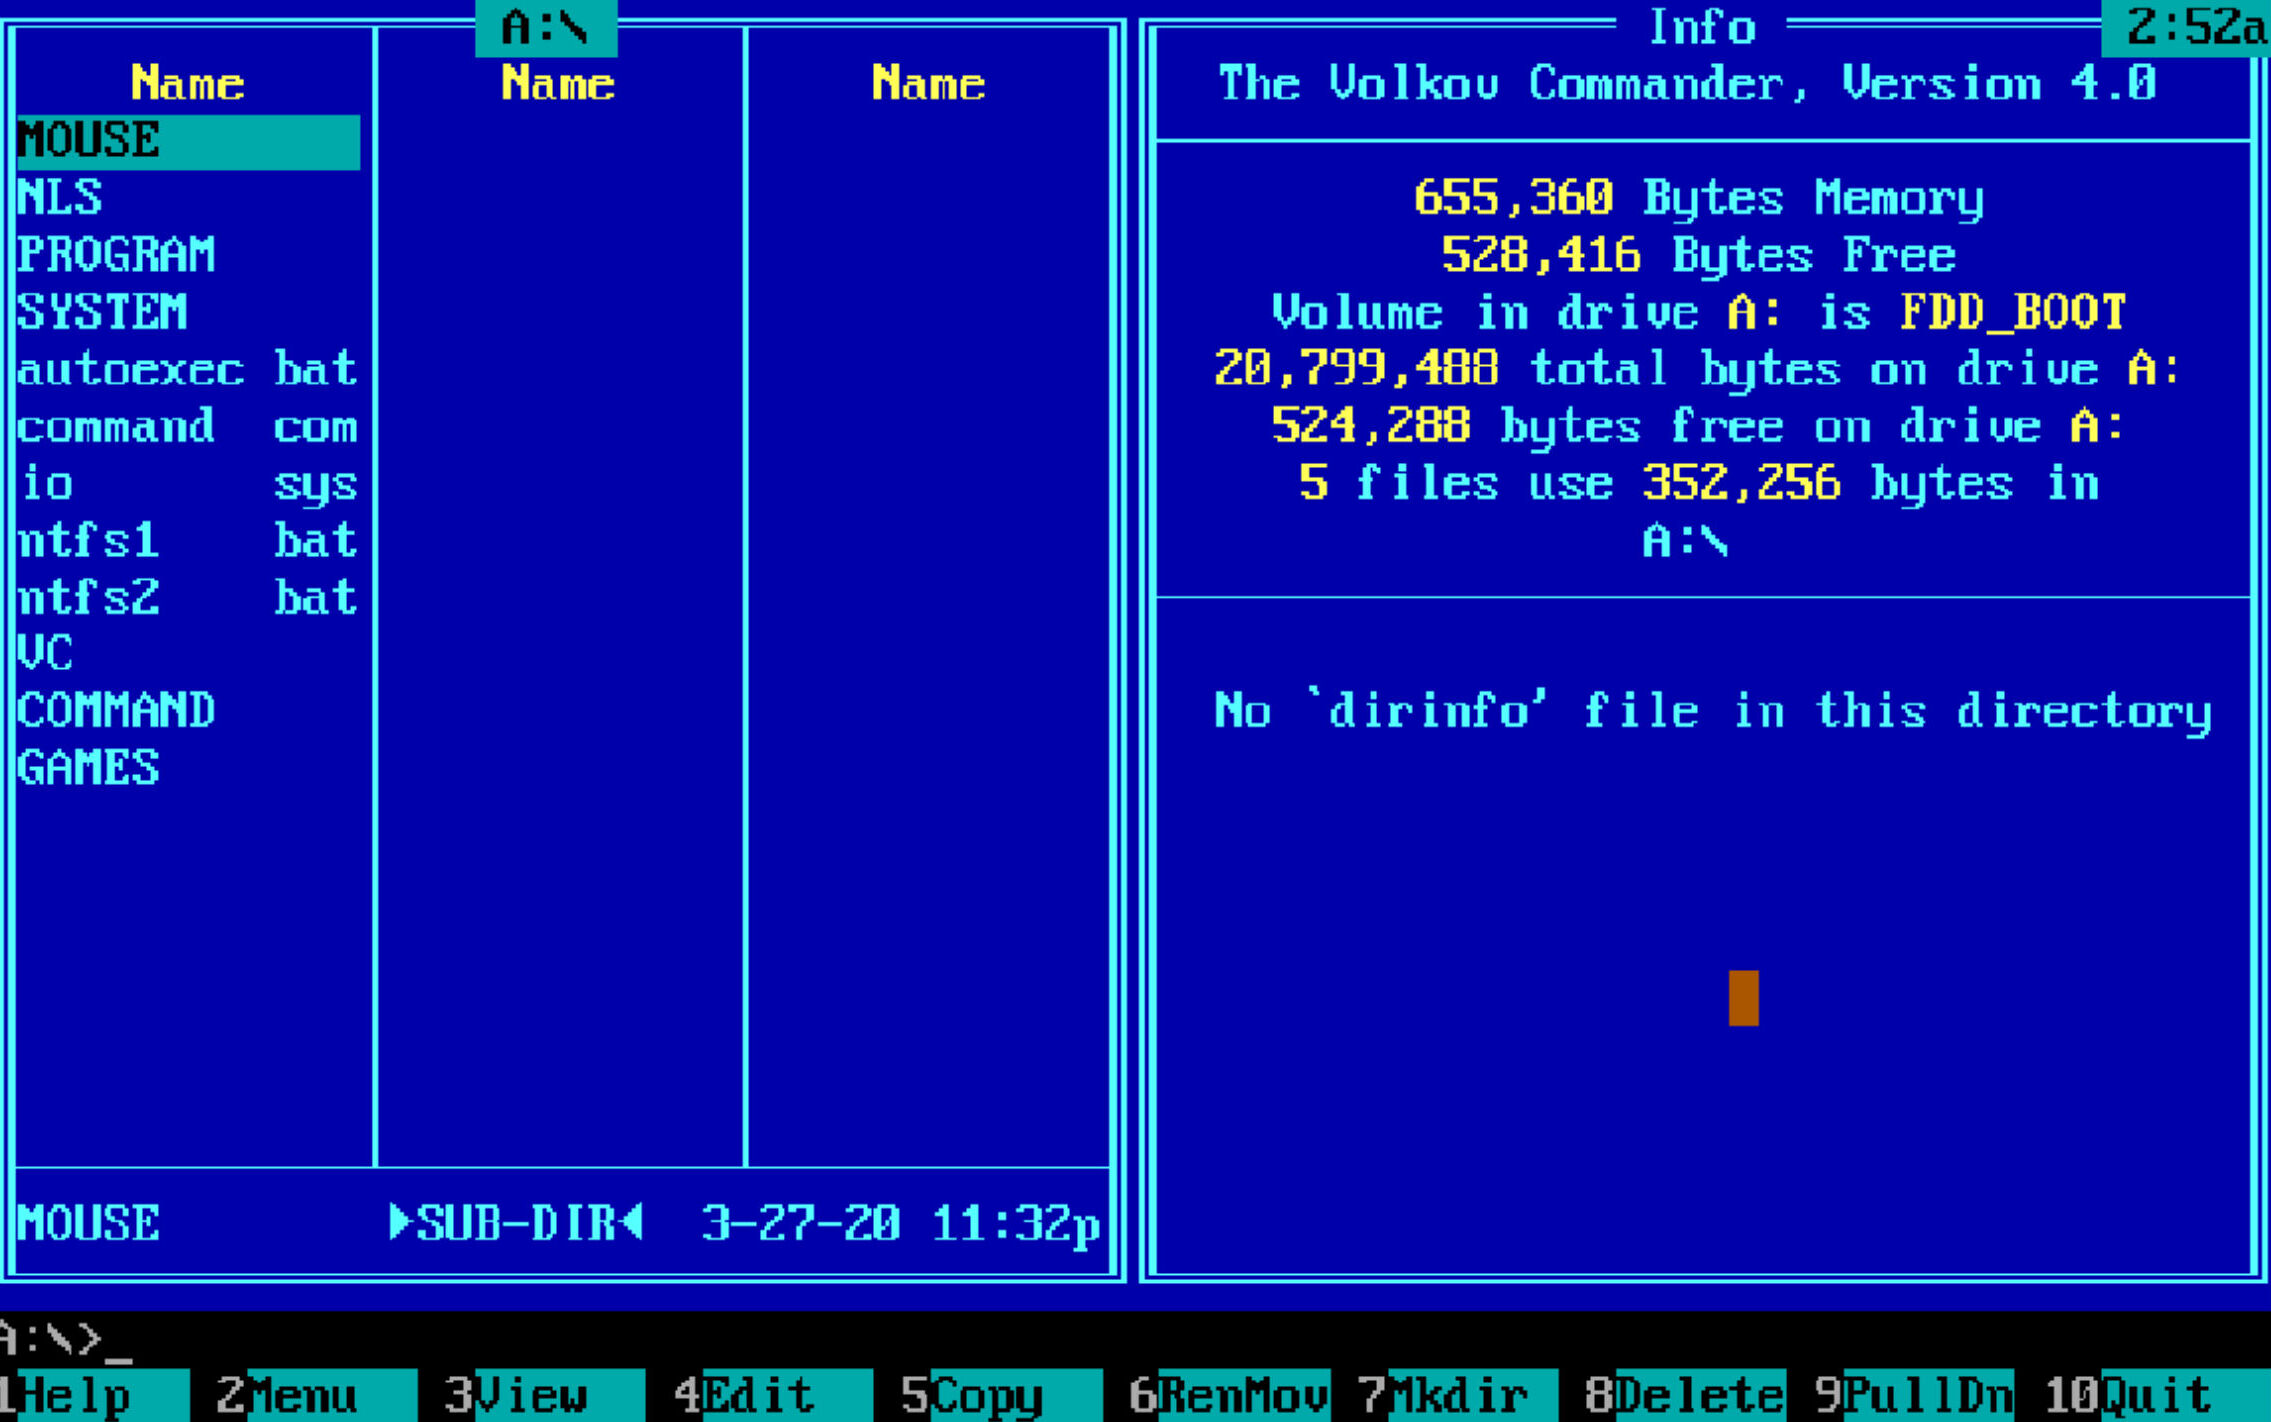 A:\
Name Name Name
MOUSE
NLS
PROGRAM
SYSTEM
autoexec bat
command com
io sys
ntfs1 bat
ntfs2 bat
VC
COMMAND
GAMES
MOUSE ►SUB-DIR◄ 3-27-20 11:32p
Info
2:52a
The Volkov Commander, Version 4.0
655,360 Bytes Memory
528,416 Bytes Free
Volume in drive A: is FDD_BOOT
20,799,488 total bytes on drive A:
524,288 bytes free on drive A:
5 files use 352,256 bytes in
A:\
No `dirinfo' file in this directory
A:\>_
1Help 2Menu 3View 4Edit 5Copy 6RenMov 7Mkdir 8Delete 9PullDn 10Quit